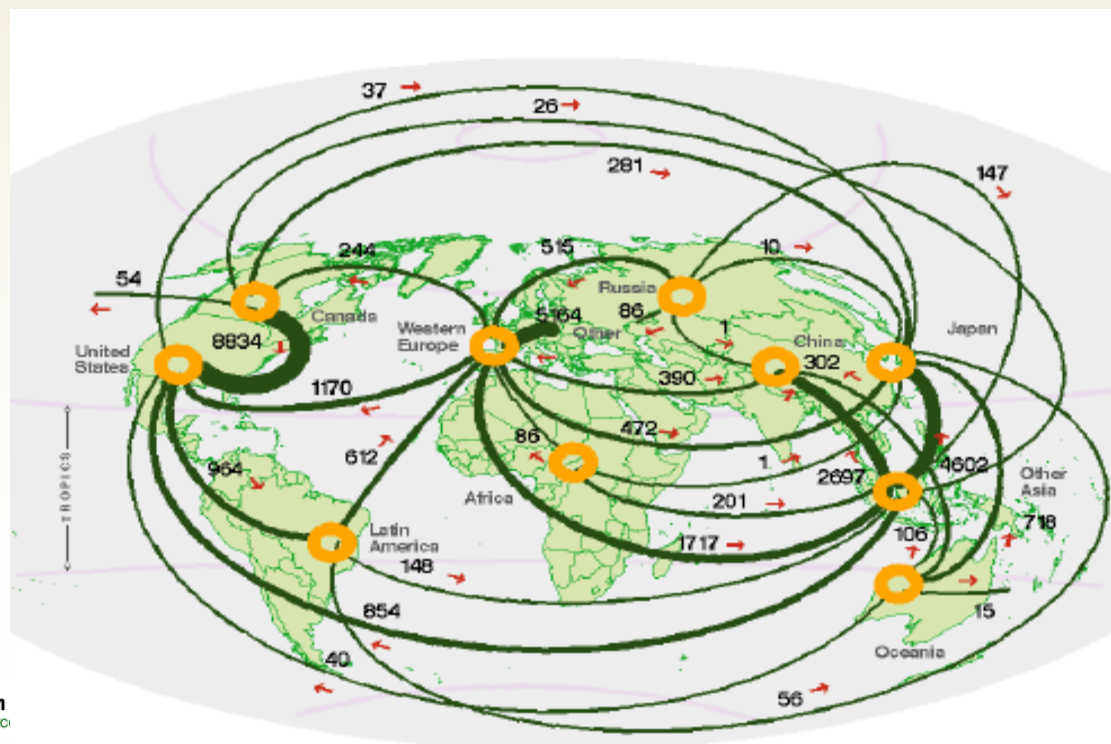 37
26
281
147
244
515
10
54
Russia
86
5164
1
Canada
Western
Europe
Other
China
Japan
8834
302
United
States
390
1170
472
86
612
1
964
2697
4602
Other
Asia
TROPICS
Africa
201
718
Latin
America
106
1717
148
854
15
40
Oceania
56